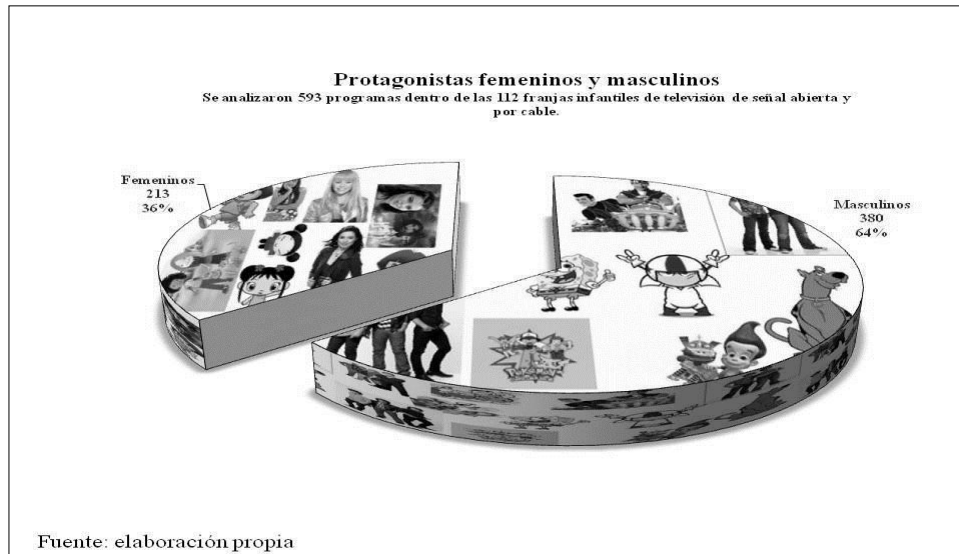 Protagonistas femeninos y masculinos
Se analizaron 593 programas dentro de las 112 franjas infantiles de televisión de señal abierta y
por cable.
Femeninos
213
36%
Masculinos
380
64%
Fuente: elaboración propia